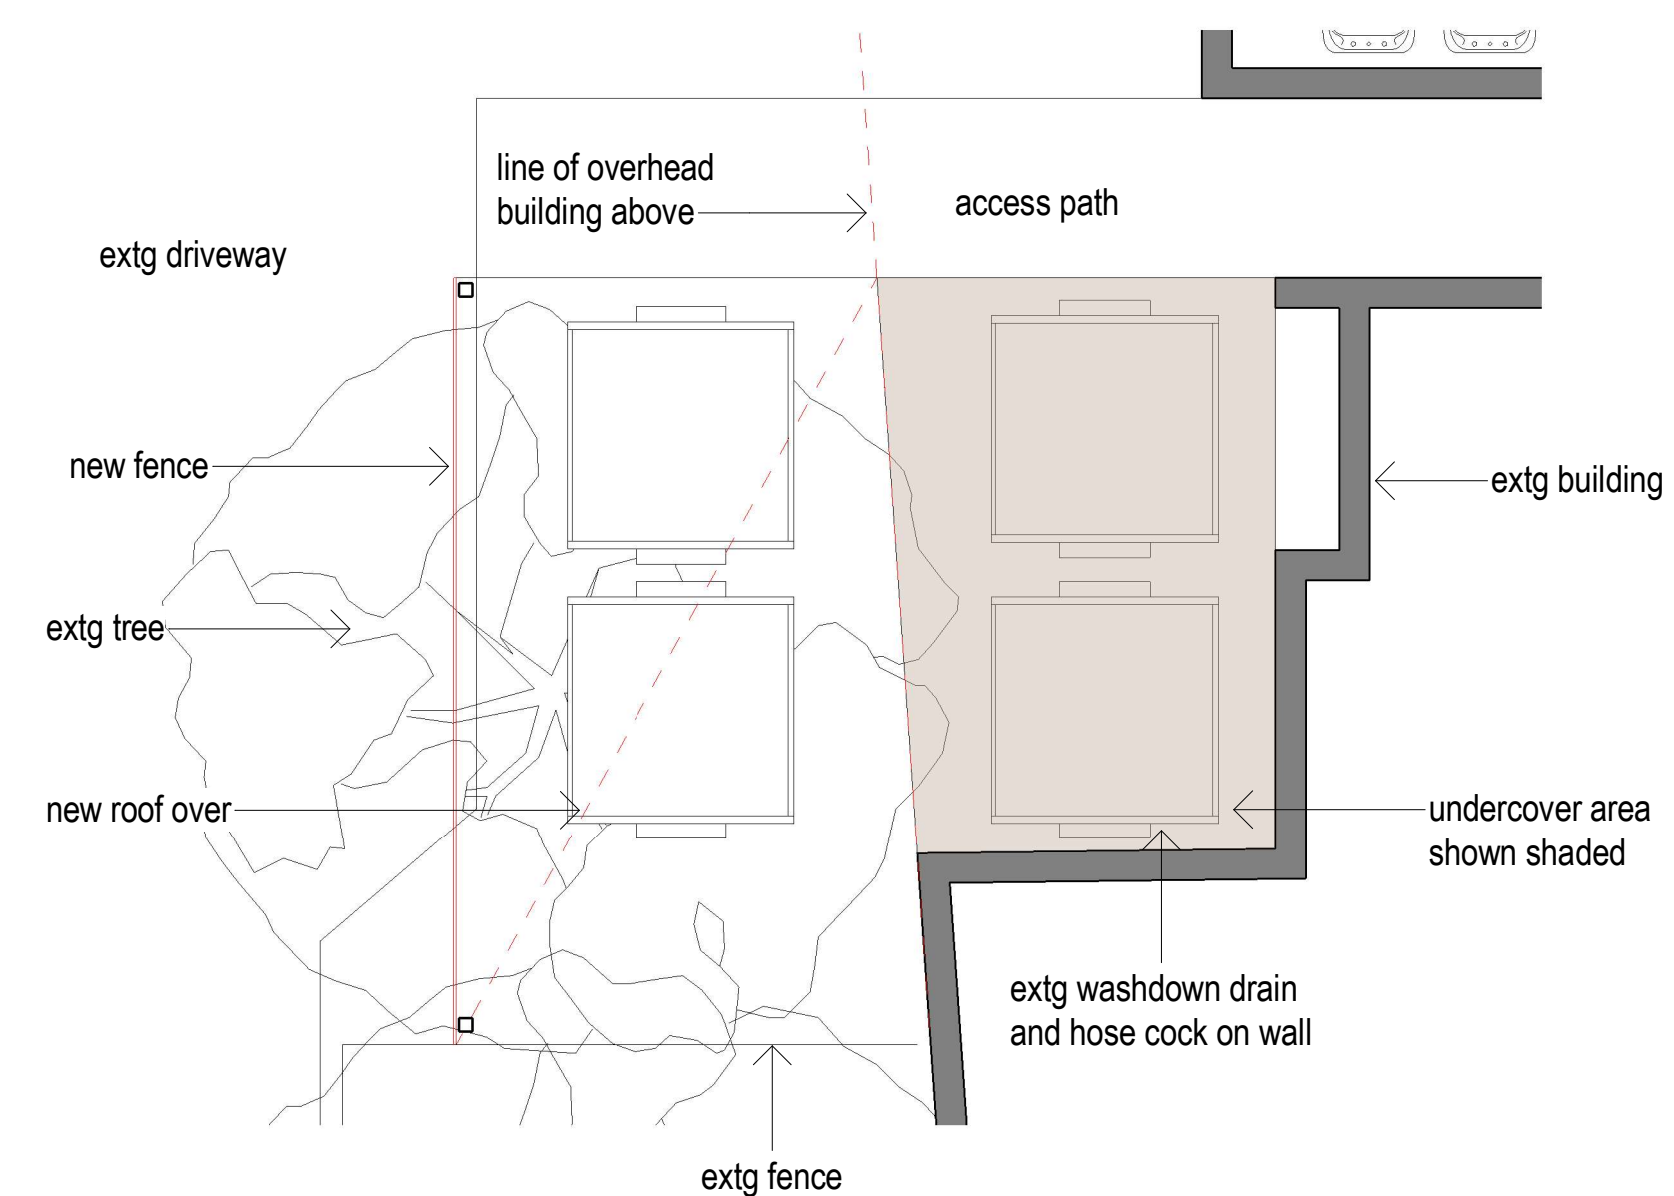 line of overhead
building above
access path
extg driveway
new fence
extg building
extg tree
new roof over
undercover area
shown shaded
extg washdown drain
and hose cock on wall
extg fence